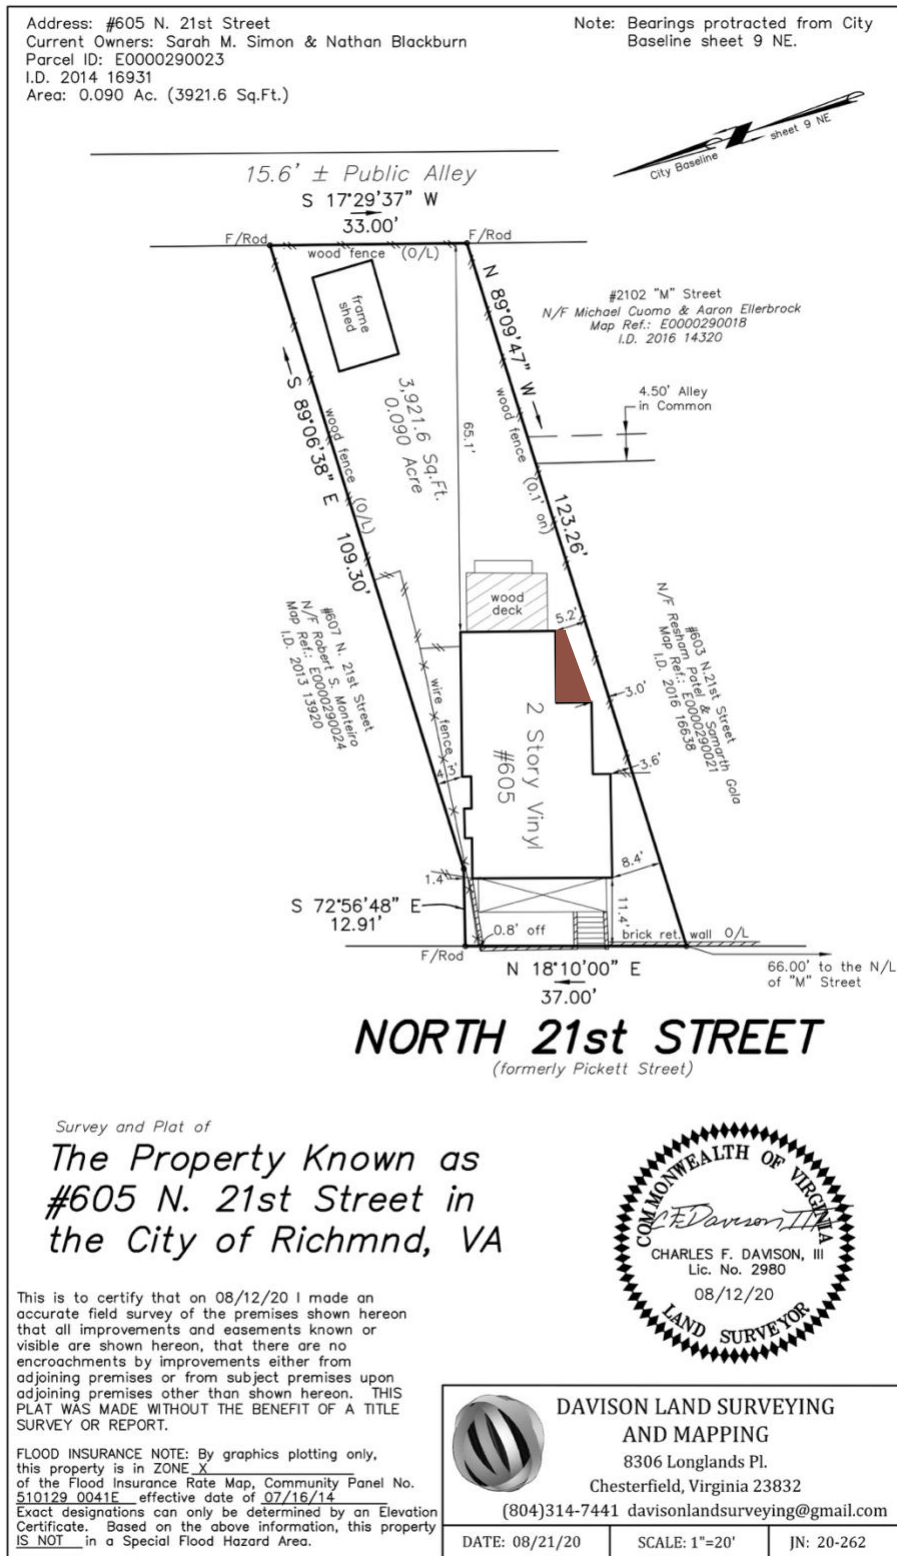 Address: #605 N. 21st Street
Current Owners: Sarah M. Simon & Nathan Blackburn
Parcel ID: E0000290023
I.D. 2014 16931
Area: 0.090 Ac. (3921.6 Sq.Ft.)
Note: Bearings protracted from City
Baseline sheet 9 NE.
City Baseline
sheet 9 NE
15.6' ± Public Alley
S 17°29'37" W
33.00'
F/Rod
F/Rod
wood fence (O/L)
frame
shed
N 89°09'47" W
123.26'
wood fence (0.1' on)
#2102 "M" Street
N/F Michael Cuomo & Aaron Ellerbrock
Map Ref.: E0000290018
I.D. 2016 14320
4.50' Alley
in Common
S 89°06'38" E
109.30'
wood fence (O/L)
3,921.6 Sq.Ft.
0.090 Acre
65.1'
wood
deck
5.2'
#607 N. 21st Street
N/F Robert S. Monteiro
Map Ref.: E0000290024
I.D. 2013 13920
wire fence
#603 N.21st Street
N/F Resham Patel & Samarth Gala
Map Ref.: E0000290021
I.D. 2016 16638
3.0'
2 Story Vinyl
#605
3.6'
4.3'
8.4'
1.4'
11.4'
S 72°56'48" E
12.91'
0.8' off
brick ret. wall O/L
F/Rod
N 18°10'00" E
37.00'
66.00' to the N/L
of "M" Street
NORTH 21st STREET
(formerly Pickett Street)
Survey and Plat of
The Property Known as
#605 N. 21st Street in
the City of Richmnd, VA
COMMONWEALTH OF VIRGINIA
C F Davison III
CHARLES F. DAVISON, III
Lic. No. 2980
08/12/20
LAND SURVEYOR
This is to certify that on 08/12/20 I made an
accurate field survey of the premises shown hereon
that all improvements and easements known or
visible are shown hereon, that there are no
encroachments by improvements either from
adjoining premises or from subject premises upon
adjoining premises other than shown hereon. THIS
PLAT WAS MADE WITHOUT THE BENEFIT OF A TITLE
SURVEY OR REPORT.
FLOOD INSURANCE NOTE: By graphics plotting only,
this property is in ZONE X
of the Flood Insurance Rate Map, Community Panel No.
510129 0041E effective date of 07/16/14
Exact designations can only be determined by an Elevation
Certificate. Based on the above information, this property
IS NOT in a Special Flood Hazard Area.
DAVISON LAND SURVEYING
AND MAPPING
8306 Longlands Pl.
Chesterfield, Virginia 23832
(804)314-7441 davisonlandsurveying@gmail.com
DATE: 08/21/20
SCALE: 1"=20'
JN: 20-262